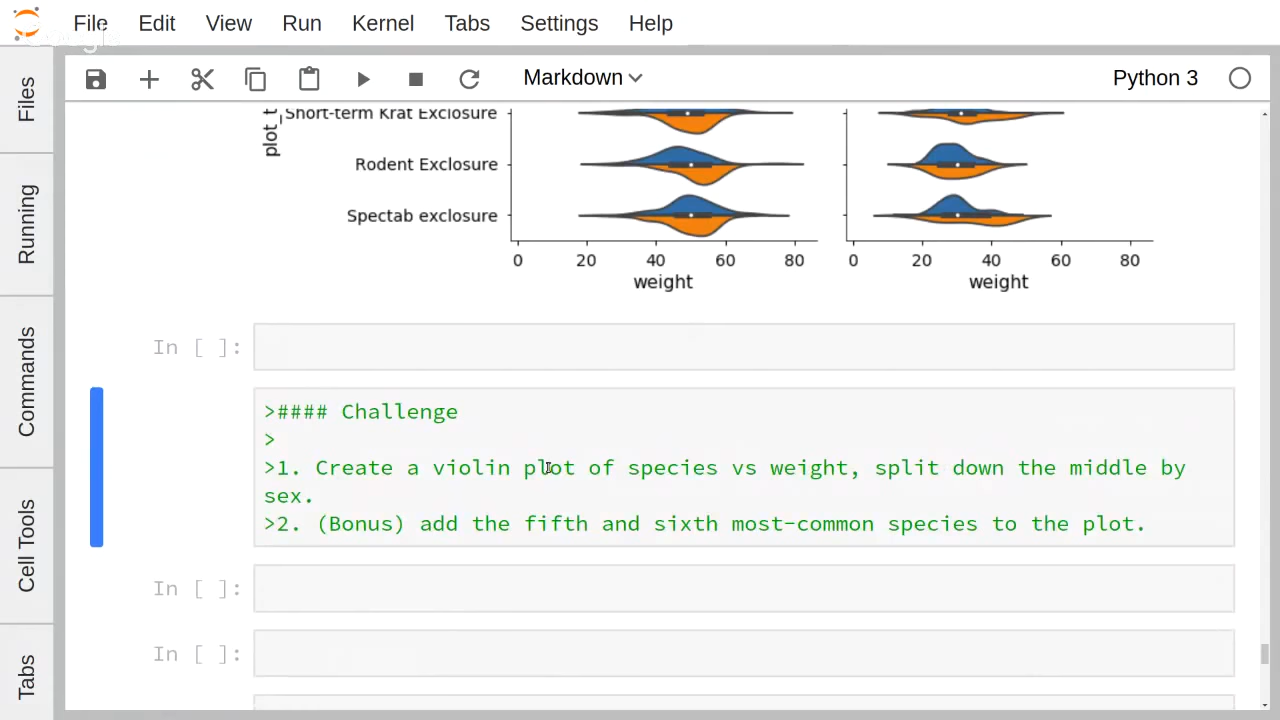 File Edit View Run Kernel Tabs Settings Help
Markdown Python 3
Files
Running
Commands
Cell Tools
Tabs
plot_t
Short-term Krat Exclosure
Rodent Exclosure
Spectab exclosure
0 20 40 60 80 0 20 40 60 80
weight weight
In [ ]:
>#### Challenge
>
>1. Create a violin plot of species vs weight, split down the middle by
sex.
>2. (Bonus) add the fifth and sixth most-common species to the plot.
In [ ]:
In [ ]: